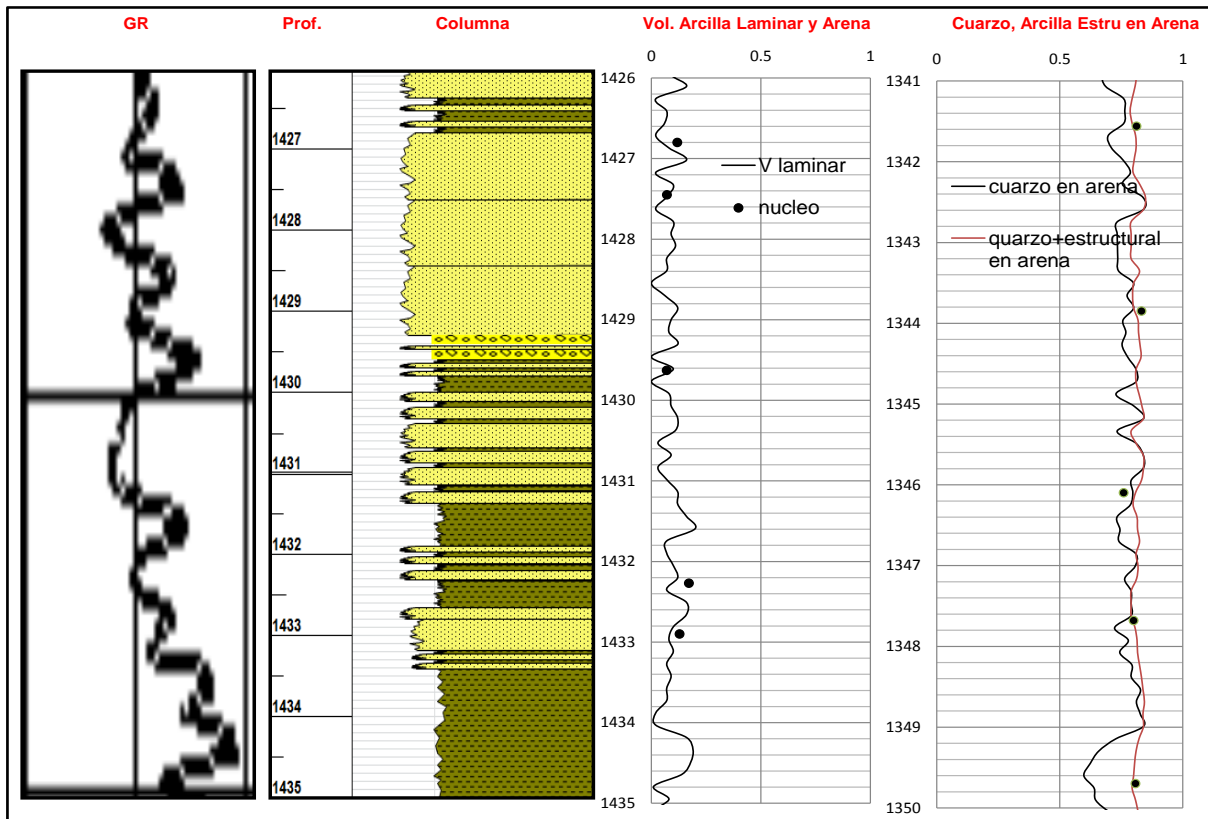 GR
Prof.
Columna
Vol. Arcilla Laminar y Arena
Cuarzo, Arcilla Estru en Arena
1427
1428
1429
1430
1431
1432
1433
1434
1435
0 0.5 1
1426
1427
1428
1429
1430
1431
1432
1433
1434
1435
V laminar
nucleo
0 0.5 1
1341
1342
1343
1344
1345
1346
1347
1348
1349
1350
cuarzo en arena
quarzo+estructural
en arena